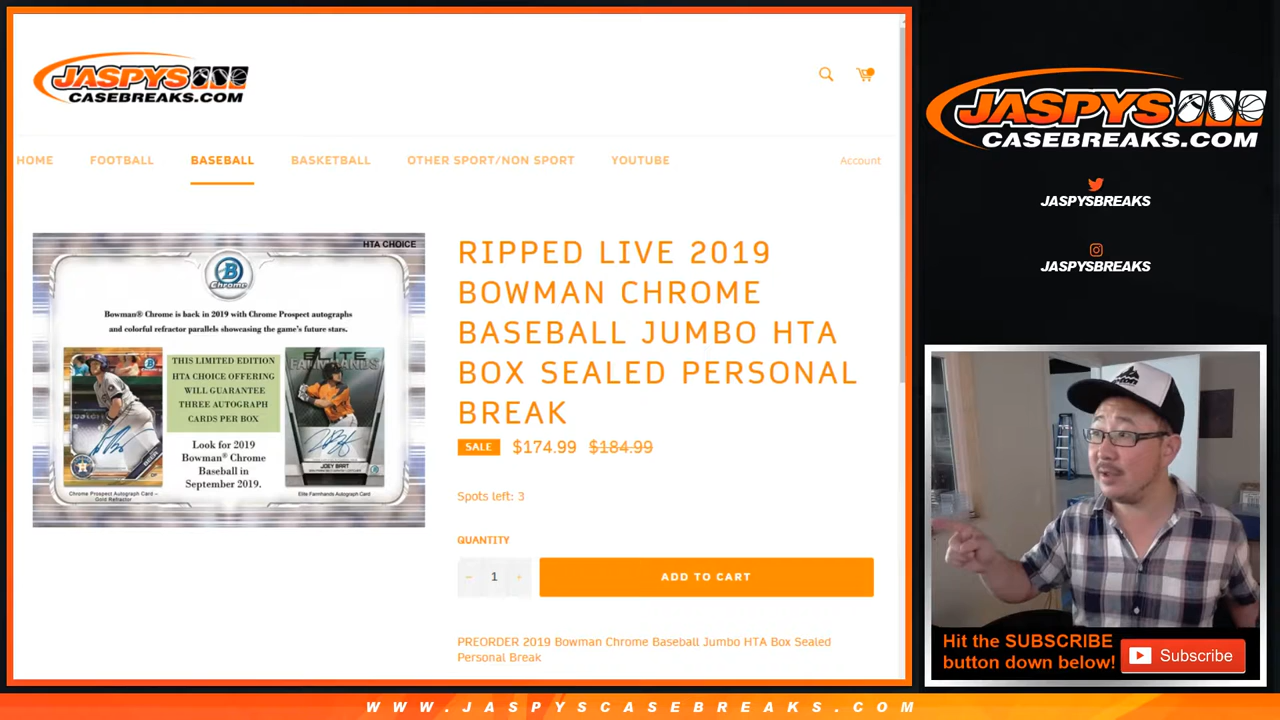 JASPYS
CASEBREAKS.COM
HOME
FOOTBALL
BASEBALL
BASKETBALL
OTHER SPORT/NON SPORT
YOUTUBE
Account
HTA CHOICE
B
Chrome
Bowman® Chrome is back in 2019 with Chrome Prospect autographs
and colorful refractor parallels showcasing the game's future stars.
THIS LIMITED EDITION
HTA CHOICE OFFERING
WILL GUARANTEE
THREE AUTOGRAPH
CARDS PER BOX
Look for 2019
Bowman® Chrome
Baseball in
September 2019.
ELITE
FARMHANDS
JOEY BART
Chrome Prospect Autograph Card –
Gold Refractor
Elite Farmhands Autograph Card
RIPPED LIVE 2019
BOWMAN CHROME
BASEBALL JUMBO HTA
BOX SEALED PERSONAL
BREAK
SALE $174.99 $184.99
Spots left: 3
QUANTITY
− 1 +
ADD TO CART
PREORDER 2019 Bowman Chrome Baseball Jumbo HTA Box Sealed
Personal Break
JASPYS
CASEBREAKS.COM
JASPYSBREAKS
JASPYSBREAKS
Hit the SUBSCRIBE
button down below!
Subscribe
WWW.JASPYSCASEBREAKS.COM